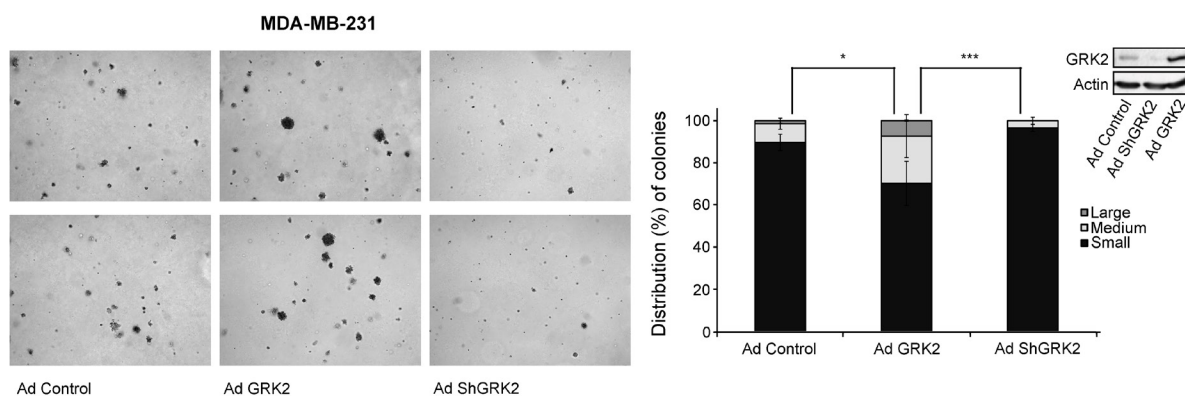 MDA-MB-231
Ad Control
Ad GRK2
Ad ShGRK2
* ***
GRK2
Actin
Ad Control
Ad ShGRK2
Ad GRK2
Distribution (%) of colonies
100
80
60
40
20
0
Large
Medium
Small
Ad Control
Ad GRK2
Ad ShGRK2